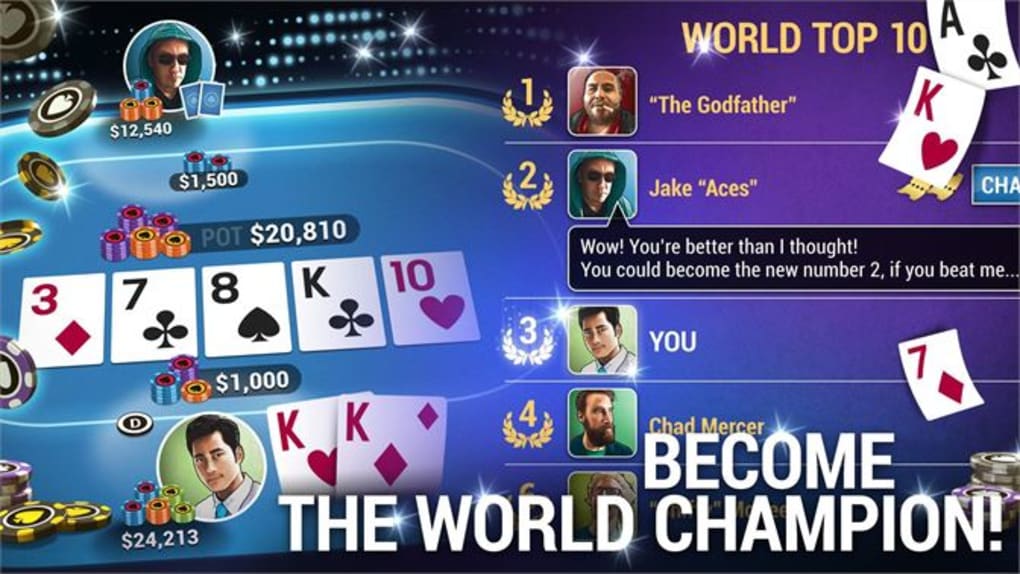 $12,540
$1,500
POT $20,810
3
7
8
K
10
$1,000
D
K
K
$24,213
WORLD TOP 10
A
K
1
“The Godfather”
2
Jake “Aces”
CHA
Wow! You’re better than I thought!
You could become the new number 2, if you beat me...
3
YOU
7
4
Chad Mercer
BECOME
THE WORLD CHAMPION!